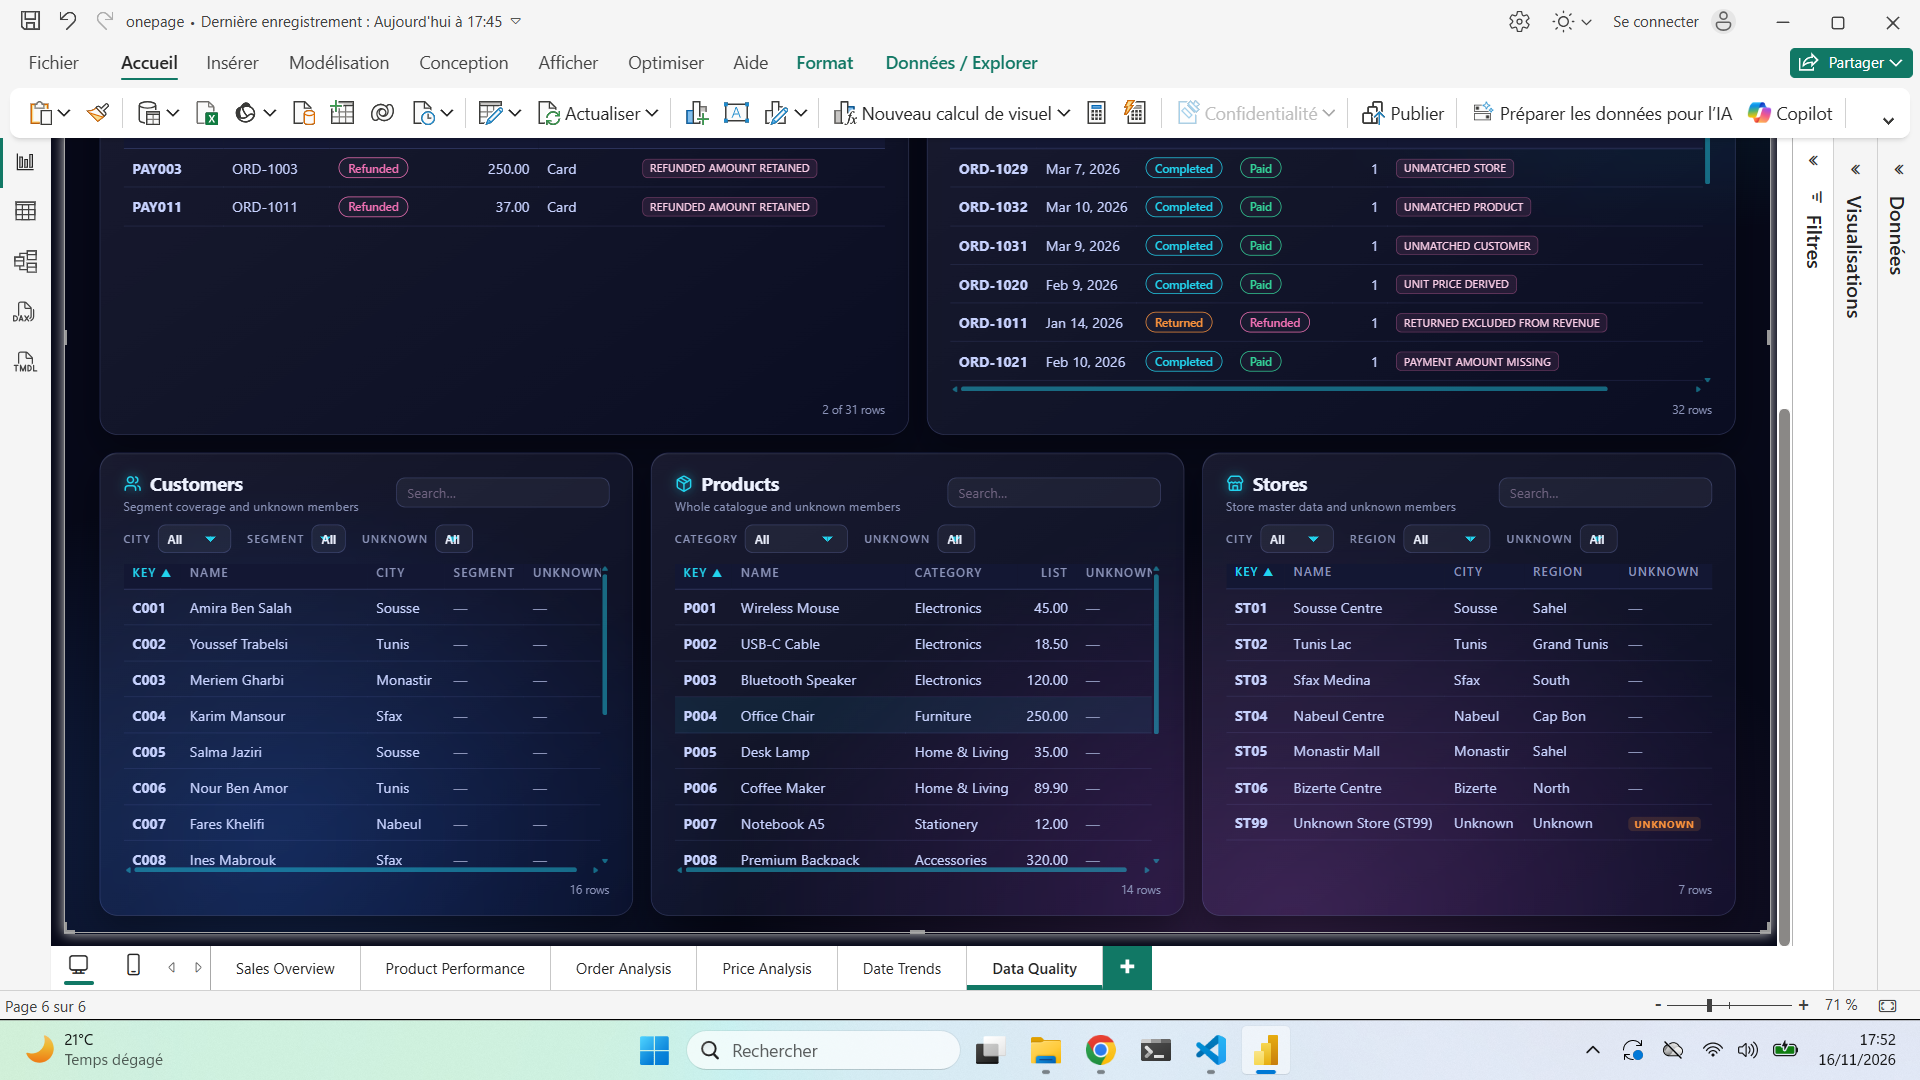 onepage • Dernière enregistrement : Aujourd'hui à 17:45
Se connecter
Fichier
Accueil
Insérer
Modélisation
Conception
Afficher
Optimiser
Aide
Format
Données / Explorer
Partager
Actualiser
Nouveau calcul de visuel
Confidentialité
Publier
Préparer les données pour l'IA
Copilot
DAX
TMDL
PAY003 ORD-1003 Refunded 250.00 Card REFUNDED AMOUNT RETAINED
PAY011 ORD-1011 Refunded 37.00 Card REFUNDED AMOUNT RETAINED
2 of 31 rows
ORD-1029 Mar 7, 2026 Completed Paid 1 UNMATCHED STORE
ORD-1032 Mar 10, 2026 Completed Paid 1 UNMATCHED PRODUCT
ORD-1031 Mar 9, 2026 Completed Paid 1 UNMATCHED CUSTOMER
ORD-1020 Feb 9, 2026 Completed Paid 1 UNIT PRICE DERIVED
ORD-1011 Jan 14, 2026 Returned Refunded 1 RETURNED EXCLUDED FROM REVENUE
ORD-1021 Feb 10, 2026 Completed Paid 1 PAYMENT AMOUNT MISSING
32 rows
Filtres
Visualisations
Données
Customers
Search...
Segment coverage and unknown members
CITY All SEGMENT All UNKNOWN All
KEY NAME CITY SEGMENT UNKNOWN
C001 Amira Ben Salah Sousse — —
C002 Youssef Trabelsi Tunis — —
C003 Meriem Gharbi Monastir — —
C004 Karim Mansour Sfax — —
C005 Salma Jaziri Sousse — —
C006 Nour Ben Amor Tunis — —
C007 Fares Khelifi Nabeul — —
C008 Ines Mabrouk Sfax — —
16 rows
Products
Search...
Whole catalogue and unknown members
CATEGORY All UNKNOWN All
KEY NAME CATEGORY LIST UNKNOWN
P001 Wireless Mouse Electronics 45.00 —
P002 USB-C Cable Electronics 18.50 —
P003 Bluetooth Speaker Electronics 120.00 —
P004 Office Chair Furniture 250.00 —
P005 Desk Lamp Home & Living 35.00 —
P006 Coffee Maker Home & Living 89.90 —
P007 Notebook A5 Stationery 12.00 —
P008 Premium Backpack Accessories 320.00 —
14 rows
Stores
Search...
Store master data and unknown members
CITY All REGION All UNKNOWN All
KEY NAME CITY REGION UNKNOWN
ST01 Sousse Centre Sousse Sahel —
ST02 Tunis Lac Tunis Grand Tunis —
ST03 Sfax Medina Sfax South —
ST04 Nabeul Centre Nabeul Cap Bon —
ST05 Monastir Mall Monastir Sahel —
ST06 Bizerte Centre Bizerte North —
ST99 Unknown Store (ST99) Unknown Unknown UNKNOWN
7 rows
Sales Overview
Product Performance
Order Analysis
Price Analysis
Date Trends
Data Quality
+
Page 6 sur 6
- + 71 %
21°C
Temps dégagé
Rechercher
17:52
16/11/2026